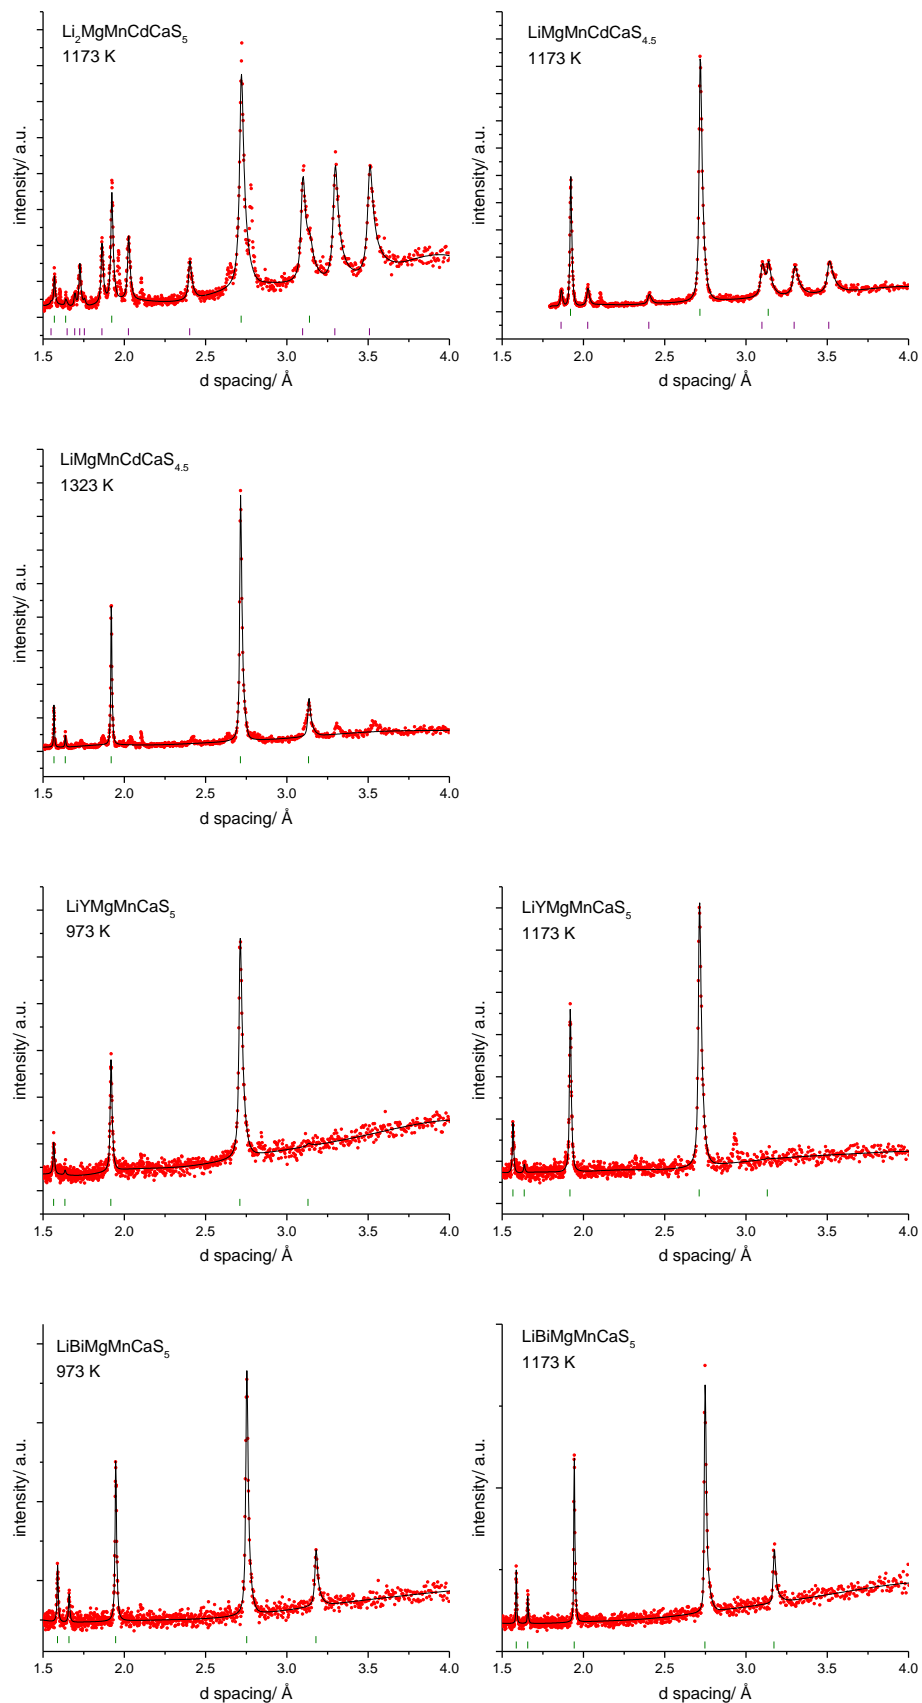 Li2MgMnCdCaS5
1173 K
intensity/ a.u.
1.5 2.0 2.5 3.0 3.5 4.0
d spacing/ Å
LiMgMnCdCaS4.5
1173 K
intensity/ a.u.
1.5 2.0 2.5 3.0 3.5 4.0
d spacing/ Å
LiMgMnCdCaS4.5
1323 K
intensity/ a.u.
1.5 2.0 2.5 3.0 3.5 4.0
d spacing/ Å
LiYMgMnCaS5
973 K
intensity/ a.u.
1.5 2.0 2.5 3.0 3.5 4.0
d spacing/ Å
LiYMgMnCaS5
1173 K
intensity/ a.u.
1.5 2.0 2.5 3.0 3.5 4.0
d spacing/ Å
LiBiMgMnCaS5
973 K
intensity/ a.u.
1.5 2.0 2.5 3.0 3.5 4.0
d spacing/ Å
LiBiMgMnCaS5
1173 K
intensity/ a.u.
1.5 2.0 2.5 3.0 3.5 4.0
d spacing/ Å